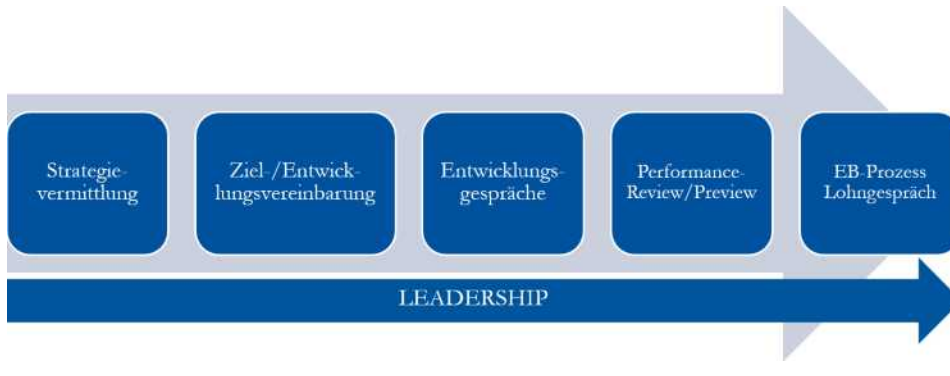 Strategie-
vermittlung
Ziel-/Entwick-
lungsvereinbarung
Entwicklungs-
gespräche
Performance-
Review/Preview
EB-Prozess
Lohngespräch
LEADERSHIP